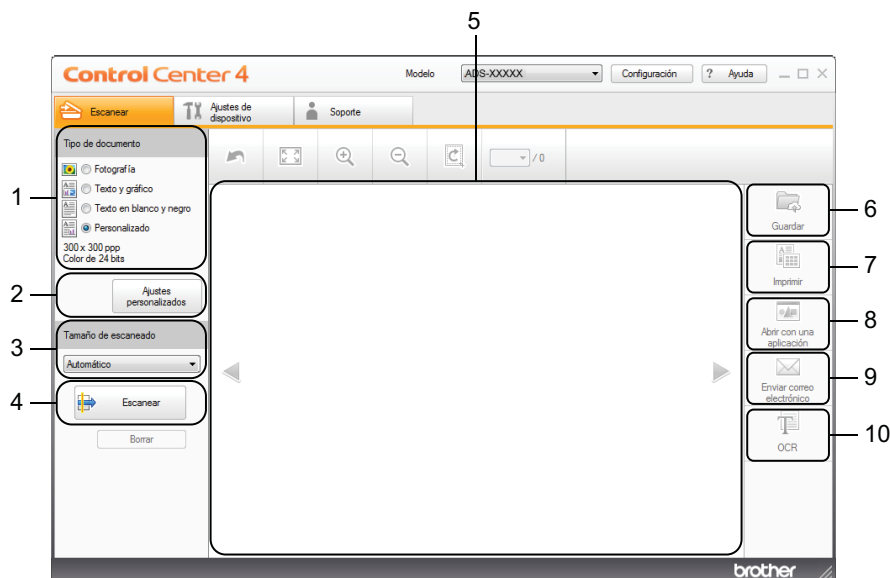 5
Control Center 4
Modelo
ADS-XXXXX
Configuración
? Ayuda
Escanear
Ajustes de
dispositivo
Soporte
Tipo de documento
Fotografía
Texto y gráfico
Texto en blanco y negro
Personalizado
300 x 300 ppp
Color de 24 bits
1
/ 0
Ajustes
personalizados
2
Tamaño de escaneado
Automático
3
Escanear
4
Borrar
Guardar
6
Imprimir
7
Abrir con una
aplicación
8
Enviar correo
electrónico
9
OCR
10
brother